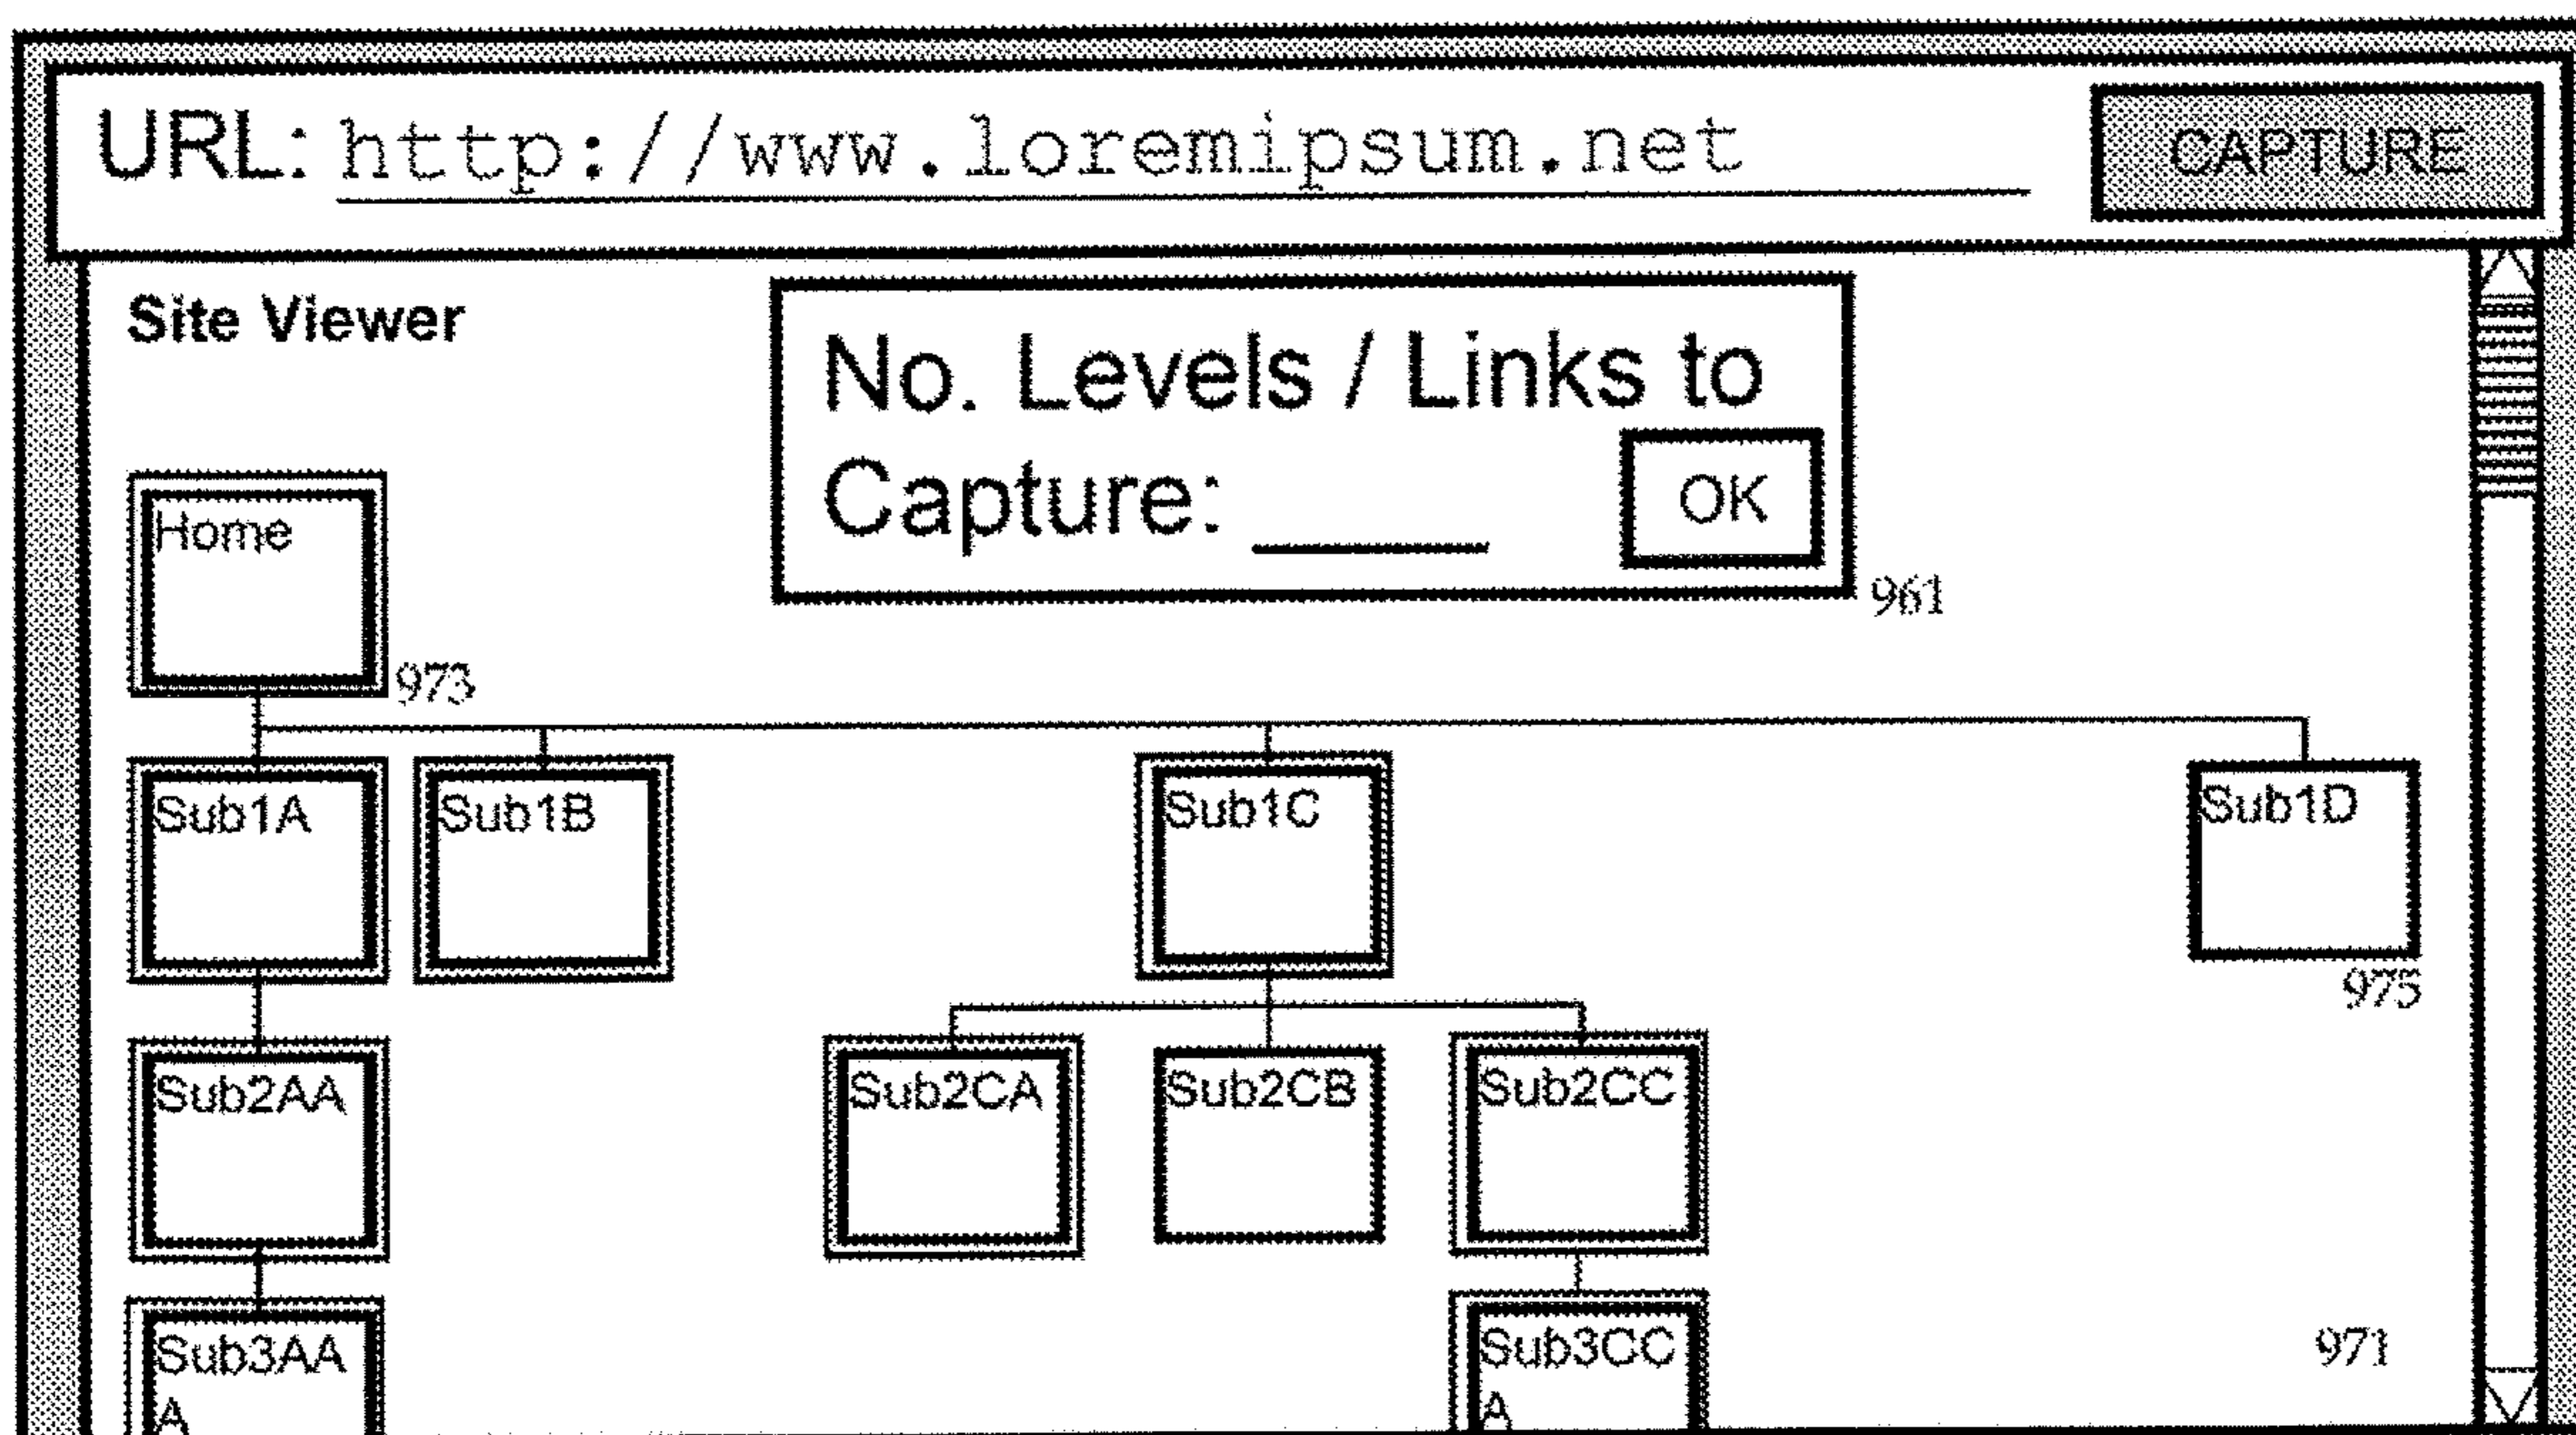 URL: http://www.loremipsum.net
CAPTURE
Site Viewer
No. Levels / Links to
Capture: ____
OK
961
Home
973
Sub1A
Sub1B
Sub1C
Sub1D
975
Sub2AA
Sub2CA
Sub2CB
Sub2CC
Sub3AA
A
Sub3CC
A
971